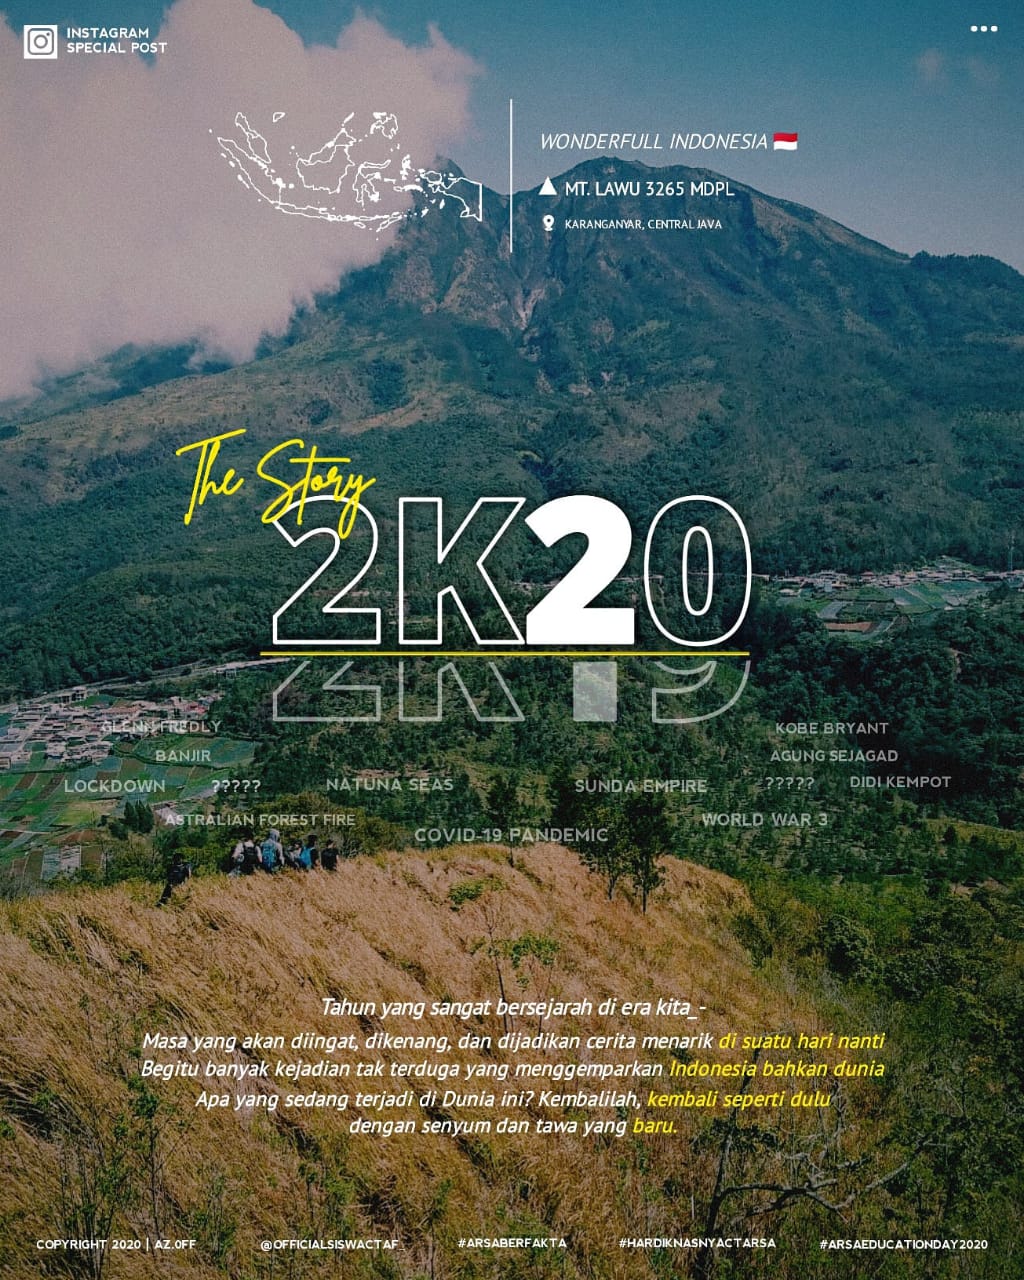 INSTAGRAM
SPECIAL POST
WONDERFULL INDONESIA 🇮🇩
MT. LAWU 3265 MDPL
KARANGANYAR, CENTRAL JAVA
The Story
2K20
2K19
GLENN FREDLY
KOBE BRYANT
BANJIR
AGUNG SEJAGAD
LOCKDOWN
?????
NATUNA SEAS
SUNDA EMPIRE
?????
DIDI KEMPOT
ASTRALIAN FOREST FIRE
COVID-19 PANDEMIC
WORLD WAR 3
Tahun yang sangat bersejarah di era kita_-
Masa yang akan diingat, dikenang, dan dijadikan cerita menarik di suatu hari nanti
Begitu banyak kejadian tak terduga yang menggemparkan Indonesia bahkan dunia
Apa yang sedang terjadi di Dunia ini? Kembalilah, kembali seperti dulu
dengan senyum dan tawa yang baru.
COPYRIGHT 2020 | AZ.0FF
@OFFICIALSISWACTAF_
#ARSABERFAKTA
#HARDIKNASNYACTARSA
#ARSAEDUCATIONDAY2020